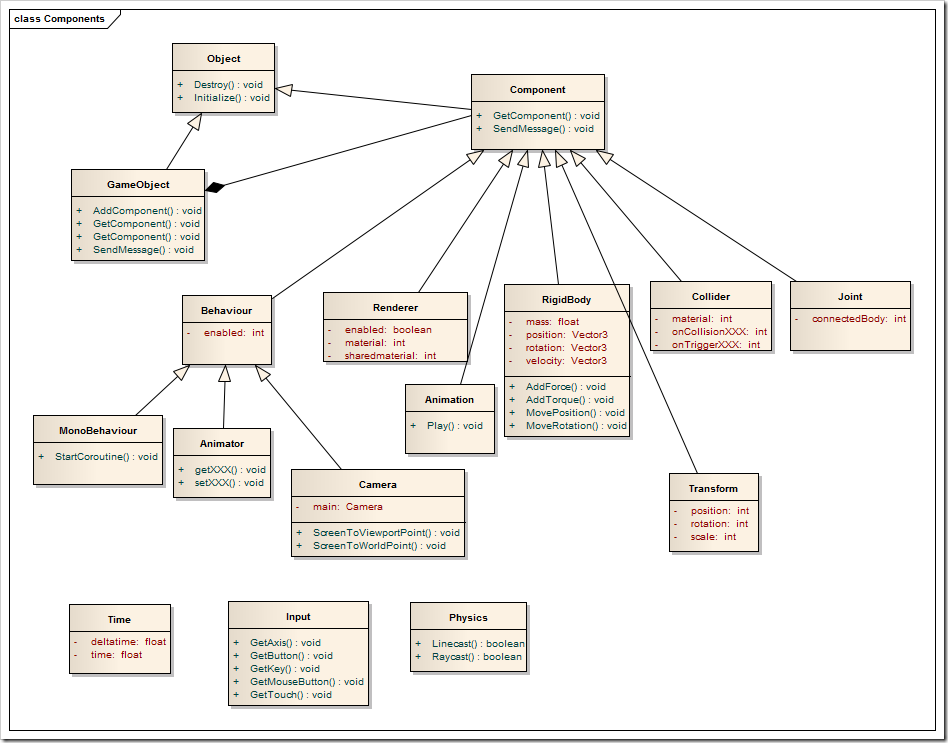 class Components
Object
+ Destroy() : void
+ Initialize() : void
Component
+ GetComponent() : void
+ SendMessage() : void
GameObject
+ AddComponent() : void
+ GetComponent() : void
+ GetComponent() : void
+ SendMessage() : void
Behaviour
- enabled: int
Renderer
- enabled: boolean
- material: int
- sharedmaterial: int
RigidBody
- mass: float
- position: Vector3
- rotation: Vector3
- velocity: Vector3
+ AddForce() : void
+ AddTorque() : void
+ MovePosition() : void
+ MoveRotation() : void
Collider
- material: int
- onCollisionXXX: int
- onTriggerXXX: int
Joint
- connectedBody: int
MonoBehaviour
+ StartCoroutine() : void
Animator
+ getXXX() : void
+ setXXX() : void
Animation
+ Play() : void
Camera
- main: Camera
+ ScreenToViewportPoint() : void
+ ScreenToWorldPoint() : void
Transform
- position: int
- rotation: int
- scale: int
Time
- deltatime: float
- time: float
Input
+ GetAxis() : void
+ GetButton() : void
+ GetKey() : void
+ GetMouseButton() : void
+ GetTouch() : void
Physics
+ Linecast() : boolean
+ Raycast() : boolean